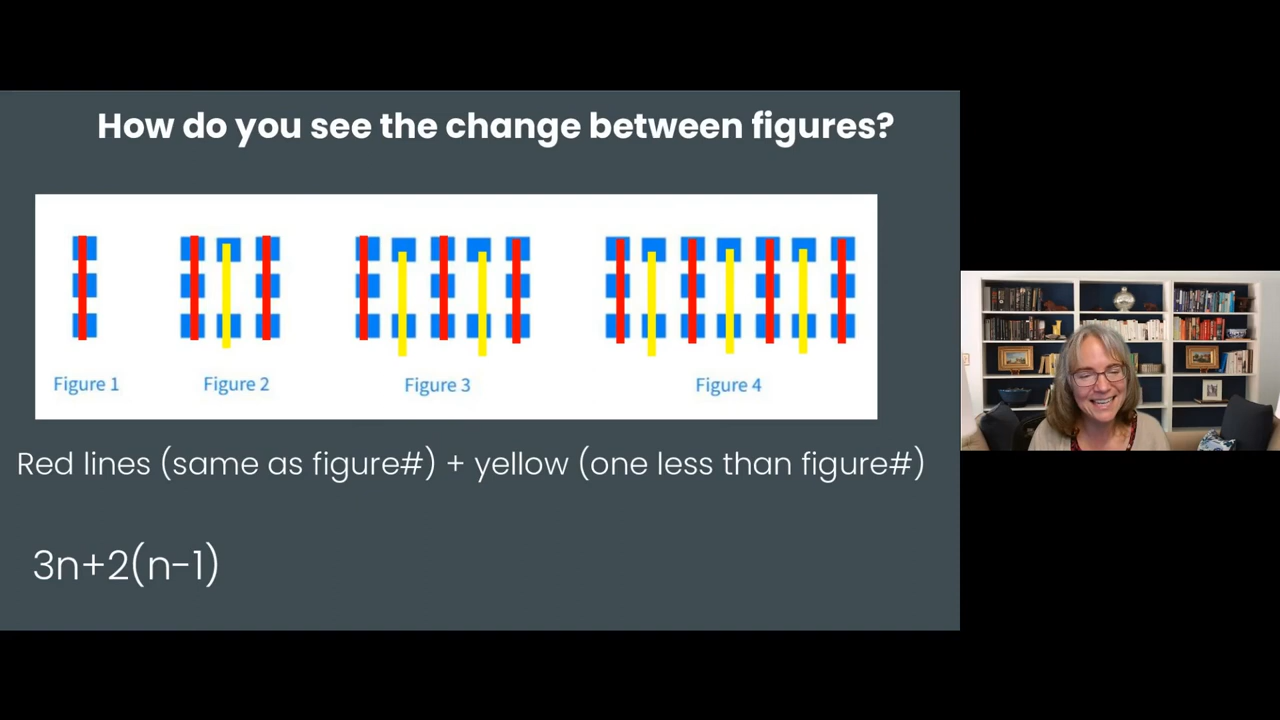 How do you see the change between figures?
Figure 1
Figure 2
Figure 3
Figure 4
Red lines (same as figure#) + yellow (one less than figure#)
3n+2(n-1)